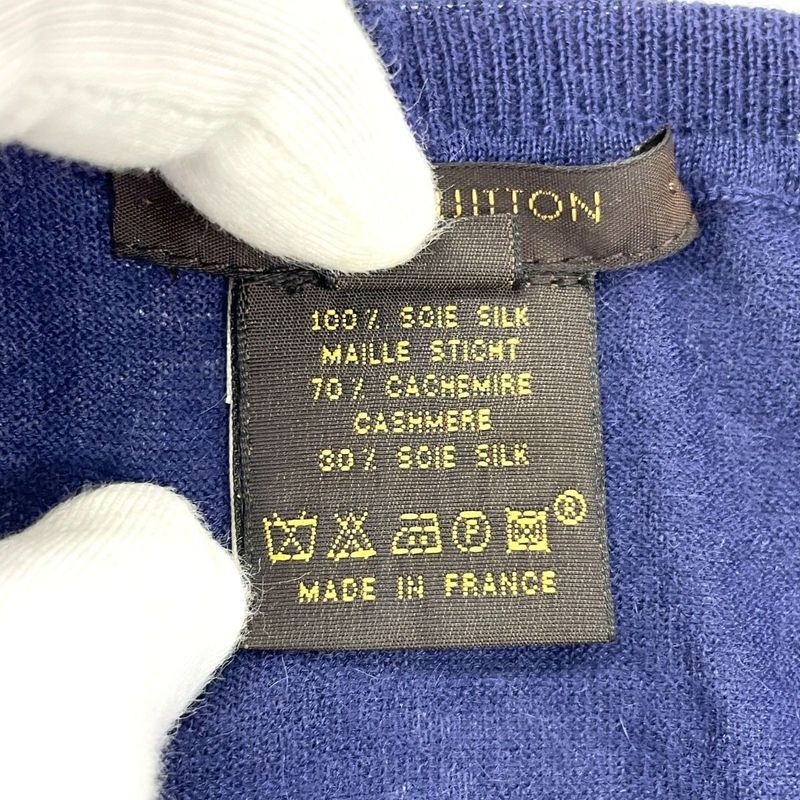 UITTON
100% SOIE SILK
MAILLE STICHT
70% CACHEMIRE
CASHMERE
30% SOIE SILK
P ®
MADE IN FRANCE